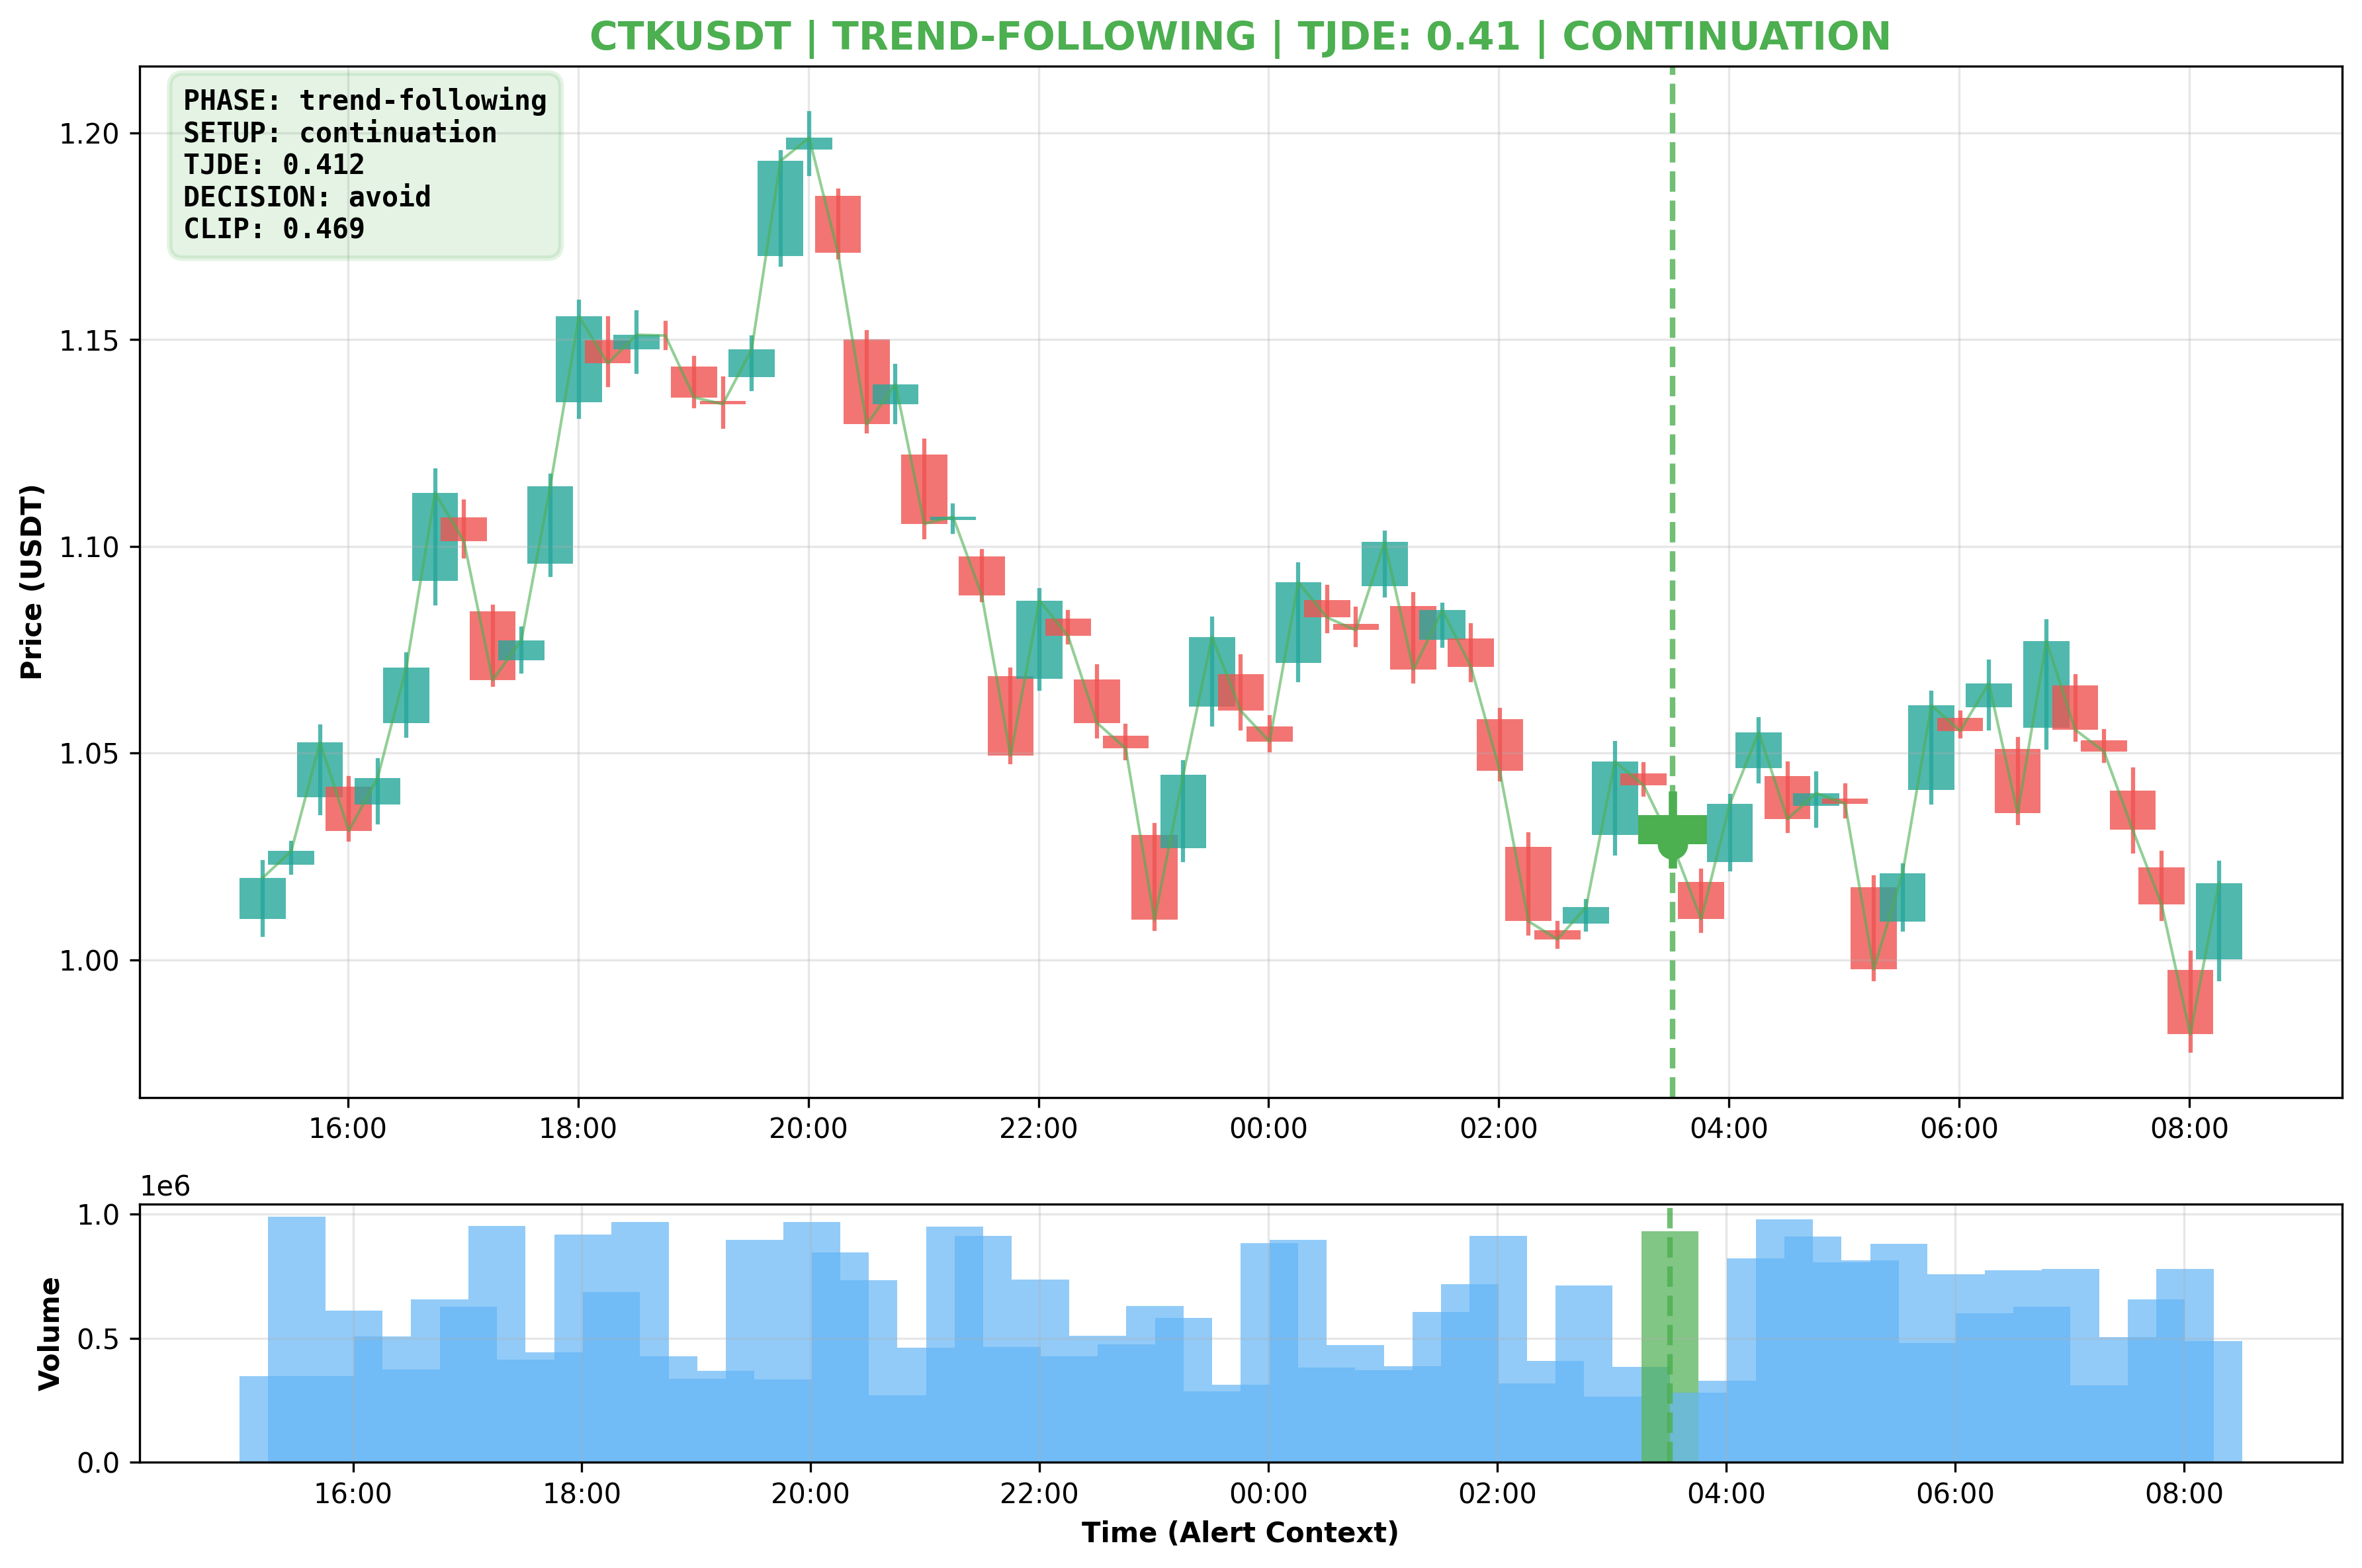 CTKUSDT | TREND-FOLLOWING | TJDE: 0.41 | CONTINUATION
PHASE: trend-following
SETUP: continuation
TJDE: 0.412
DECISION: avoid
CLIP: 0.469
Price (USDT)
1.20
1.15
1.10
1.05
1.00
16:00 18:00 20:00 22:00 00:00 02:00 04:00 06:00 08:00
1e6
Volume
1.0
0.5
0.0
16:00 18:00 20:00 22:00 00:00 02:00 04:00 06:00 08:00
Time (Alert Context)